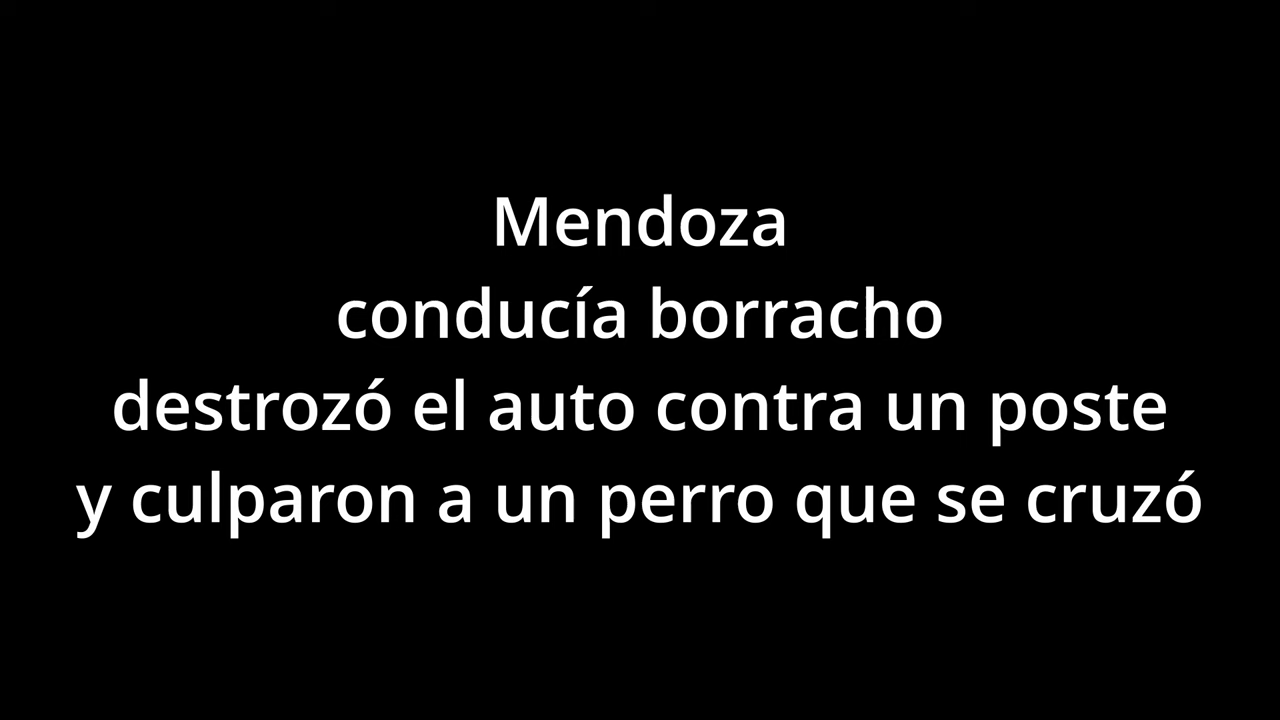 Mendoza
conducía borracho
destrozó el auto contra un poste
y culparon a un perro que se cruzó